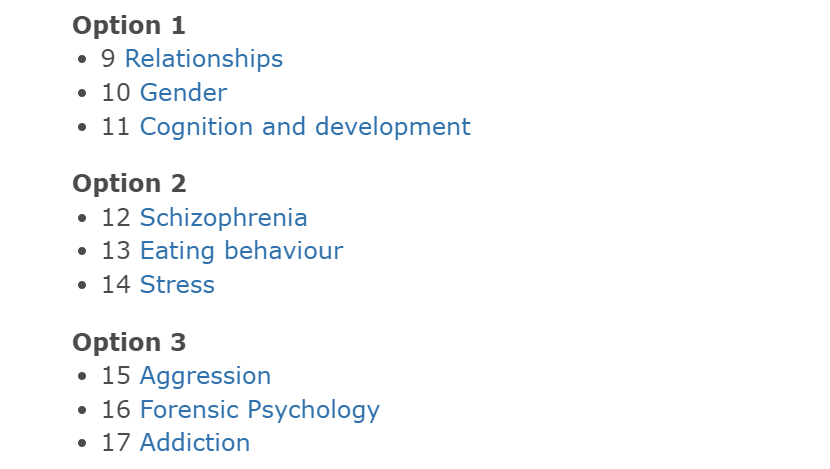 Option 1
• 9 Relationships
• 10 Gender
• 11 Cognition and development
Option 2
• 12 Schizophrenia
• 13 Eating behaviour
• 14 Stress
Option 3
• 15 Aggression
• 16 Forensic Psychology
• 17 Addiction